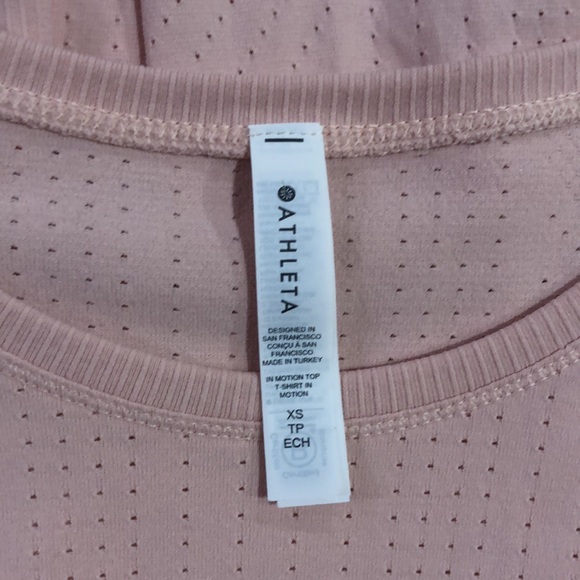 ATHLETA
DESIGNED IN
SAN FRANCISCO
CONÇU À SAN
FRANCISCO
MADE IN TURKEY
IN MOTION TOP
T-SHIRT IN
MOTION
XS
TP
ECH